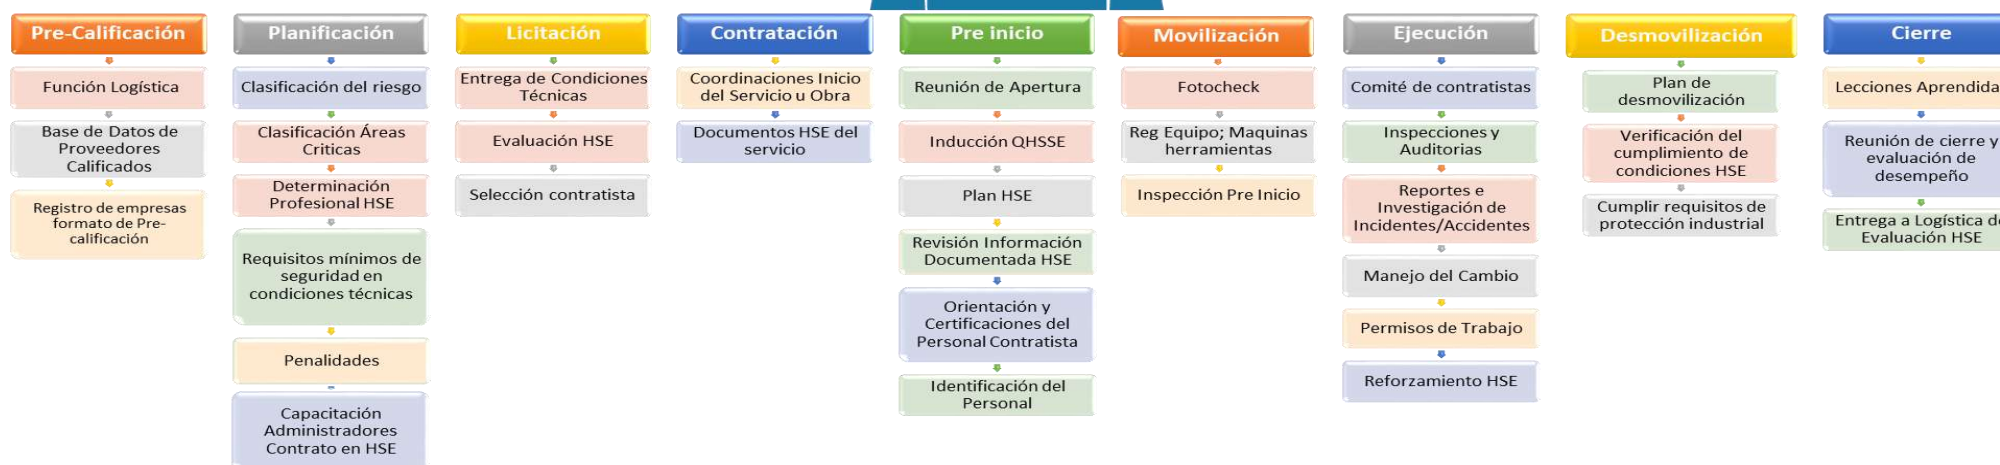 Pre-Calificación
Función Logística
Base de Datos de
Proveedores
Calificados
Registro de empresas
formato de Pre-
calificación
Planificación
Clasificación del riesgo
Clasificación Áreas
Criticas
Determinación
Profesional HSE
Requisitos mínimos de
seguridad en
condiciones técnicas
Penalidades
Capacitación
Administradores
Contrato en HSE
Licitación
Entrega de Condiciones
Técnicas
Evaluación HSE
Selección contratista
Contratación
Coordinaciones Inicio
del Servicio u Obra
Documentos HSE del
servicio
Pre inicio
Reunión de Apertura
Inducción QHSSE
Plan HSE
Revisión Información
Documentada HSE
Orientación y
Certificaciones del
Personal Contratista
Identificación del
Personal
Movilización
Fotocheck
Reg Equipo; Maquinas
herramientas
Inspección Pre Inicio
Ejecución
Comité de contratistas
Inspecciones y
Auditorias
Reportes e
Investigación de
Incidentes/Accidentes
Manejo del Cambio
Permisos de Trabajo
Reforzamiento HSE
Desmovilización
Plan de
desmovilización
Verificación del
cumplimiento de
condiciones HSE
Cumplir requisitos de
protección industrial
Cierre
Lecciones Aprendida
Reunión de cierre y
evaluación de
desempeño
Entrega a Logística de
Evaluación HSE